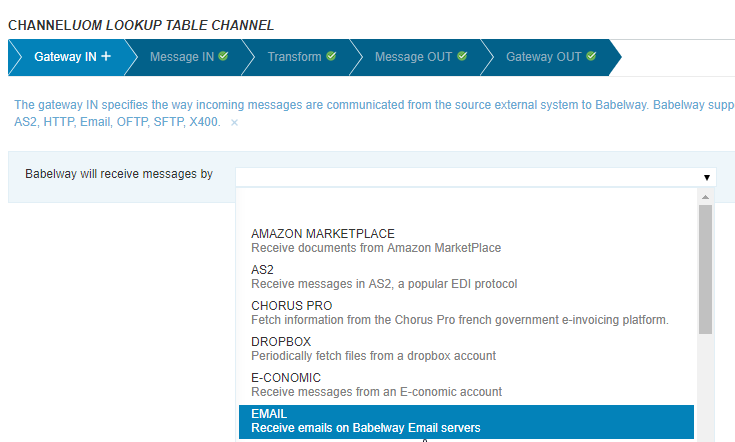 CHANNELUOM LOOKUP TABLE CHANNEL
Gateway IN + Message IN Transform Message OUT Gateway OUT
The gateway IN specifies the way incoming messages are communicated from the source external system to Babelway. Babelway supp
AS2, HTTP, Email, OFTP, SFTP, X400. ×
Babelway will receive messages by
AMAZON MARKETPLACE
Receive documents from Amazon MarketPlace
AS2
Receive messages in AS2, a popular EDI protocol
CHORUS PRO
Fetch information from the Chorus Pro french government e-invoicing platform.
DROPBOX
Periodically fetch files from a dropbox account
E-CONOMIC
Receive messages from an E-conomic account
EMAIL
Receive emails on Babelway Email servers